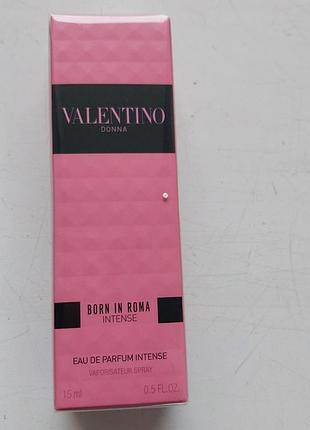 VALENTINO
DONNA
BORN IN ROMA
INTENSE
EAU DE PARFUM INTENSE
VAPORISATEUR SPRAY
15 ml 0.5 FL.OZ.